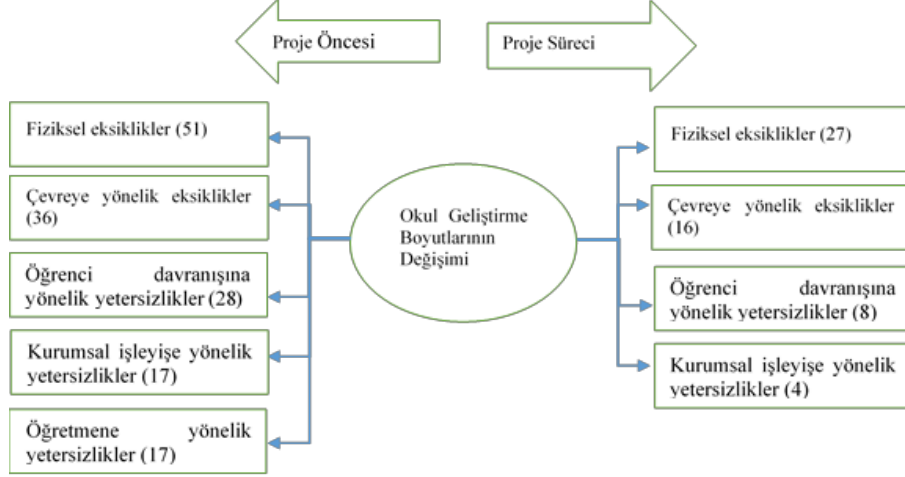 Proje Öncesi
Proje Süreci
Fiziksel eksiklikler (51)
Çevreye yönelik eksiklikler
(36)
Öğrenci davranışına
yönelik yetersizlikler (28)
Kurumsal işleyişe yönelik
yetersizlikler (17)
Öğretmene yönelik
yetersizlikler (17)
Okul Geliştirme
Boyutlarının
Değişimi
Fiziksel eksiklikler (27)
Çevreye yönelik eksiklikler
(16)
Öğrenci davranışına
yönelik yetersizlikler (8)
Kurumsal işleyişe yönelik
yetersizlikler (4)